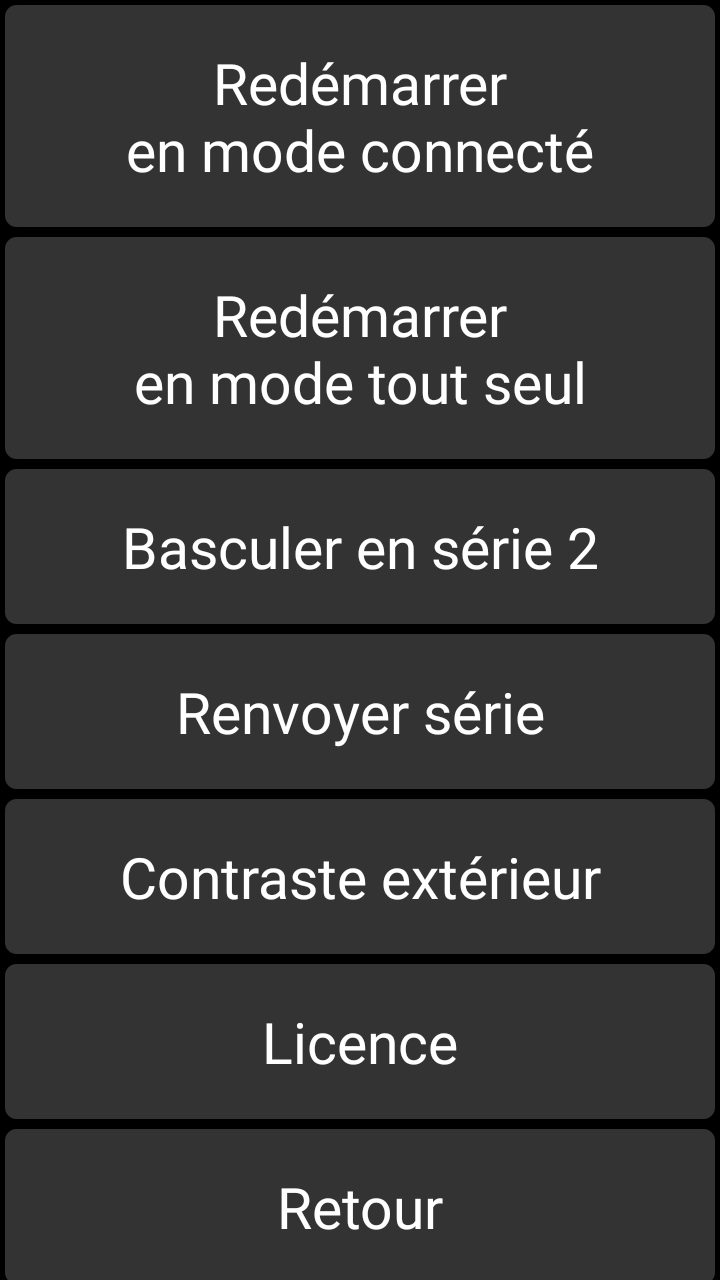 Redémarrer
en mode connecté
Redémarrer
en mode tout seul
Basculer en série 2
Renvoyer série
Contraste extérieur
Licence
Retour